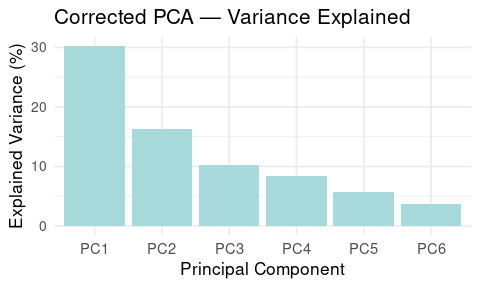 Corrected PCA — Variance Explained
Explained Variance (%)
30
20
10
0
PC1 PC2 PC3 PC4 PC5 PC6
Principal Component